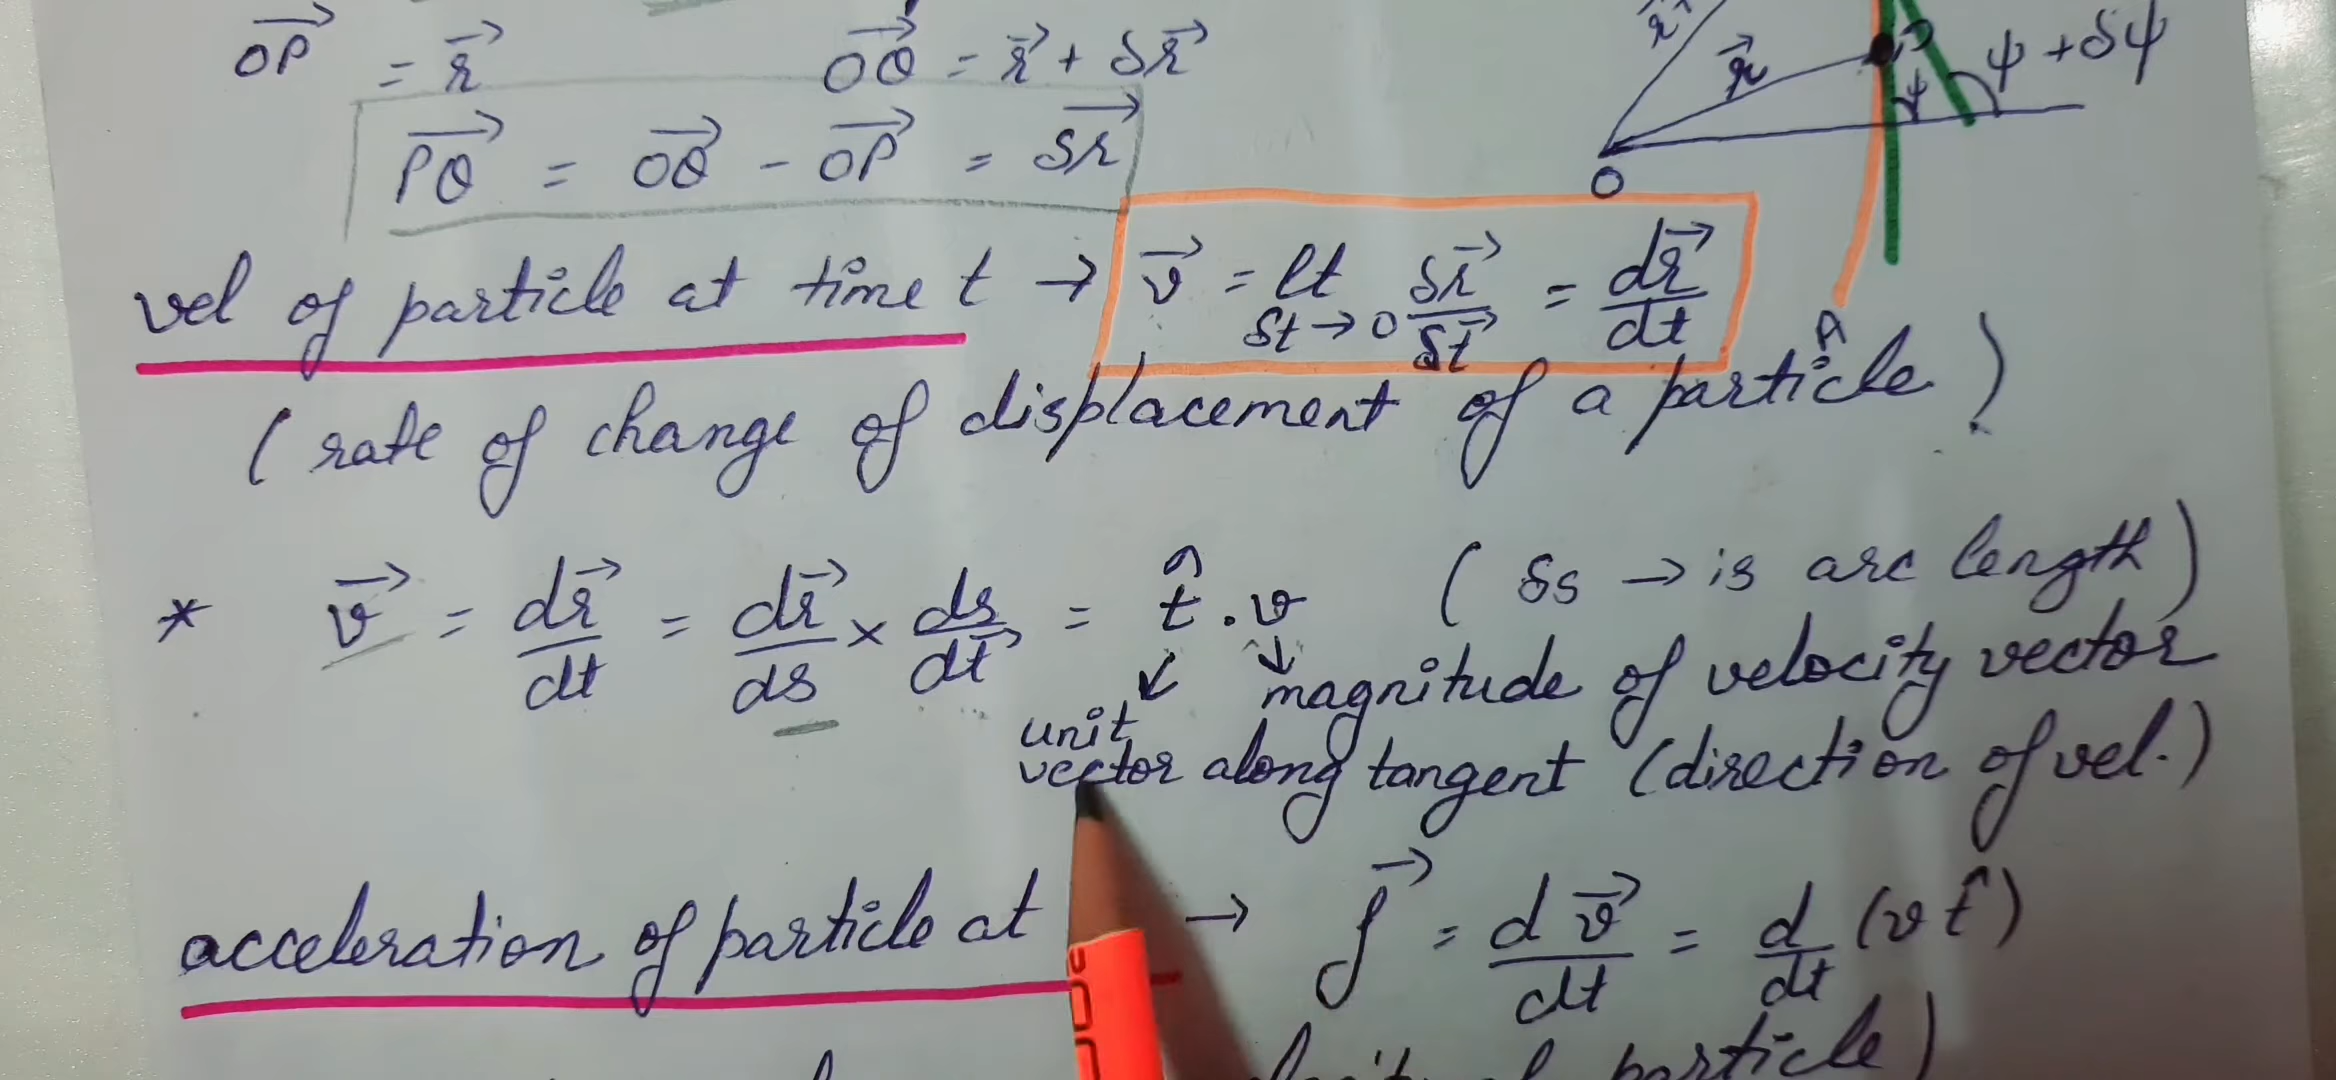 OP⃗ = r⃗    OQ⃗ = r⃗ + δr⃗
PQ⃗ = OQ⃗ - OP⃗ = δr⃗
r⃗ P ψ ψ + δψ
O
A
vel of particle at time t → v⃗ = lt δt → 0 δr⃗/δt⃗ = dr⃗/dt
( rate of change of displacement of a particle )
* v⃗ = dr⃗/dt = dr⃗/ds × ds/dt⃗ = t̂ . v ( δs → is arc length )
↓ ↓ magnitude of velocity vector
unit
vector along tangent (direction of vel.)
acceleration of particle at → f⃗ = dv⃗/dt = d/dt (v t̂)
particle)